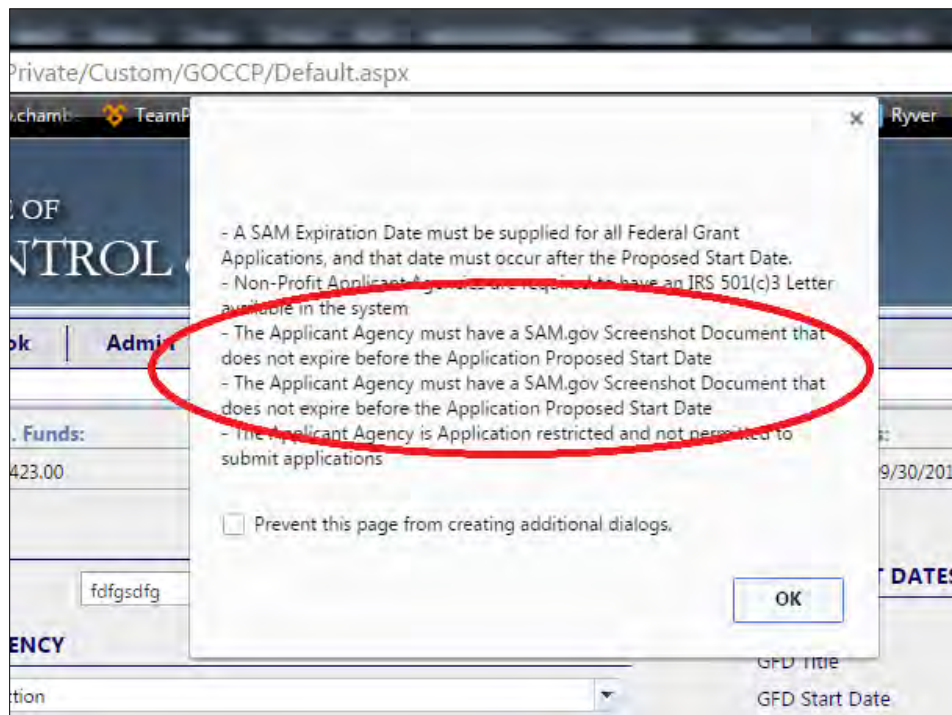 Private/Custom/GOCCP/Default.aspx
TeamP
Ryver
OF
NTROL
- A SAM Expiration Date must be supplied for all Federal Grant
Applications, and that date must occur after the Proposed Start Date.
- Non-Profit Applicant Agencies are required to have an IRS 501(c)3 Letter
available in the system
- The Applicant Agency must have a SAM.gov Screenshot Document that
does not expire before the Application Proposed Start Date
- The Applicant Agency must have a SAM.gov Screenshot Document that
does not expire before the Application Proposed Start Date
- The Applicant Agency is Application restricted and not permitted to
submit applications
ok
Admin
. Funds:
s:
423.00
9/30/201
Prevent this page from creating additional dialogs.
OK
fdfgsdfg
T DATES
ENCY
GFD Title
ction
GFD Start Date